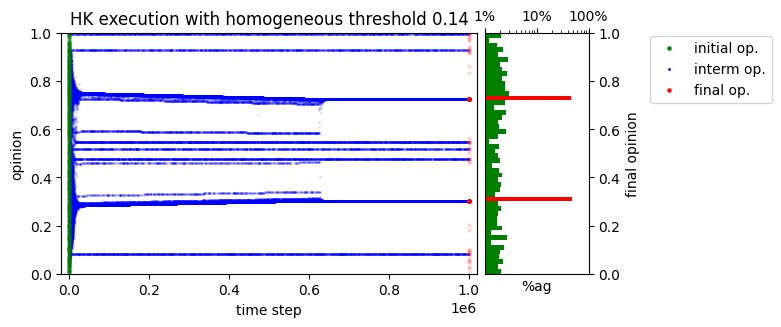 HK execution with homogeneous threshold 0.14
1% 10% 100%
1.0
0.8
0.6
0.4
0.2
0.0
opinion
0.0 0.2 0.4 0.6 0.8 1.0
1e6
time step
%ag
1.0
0.8
0.6
0.4
0.2
0.0
final opinion
initial op.
interm op.
final op.